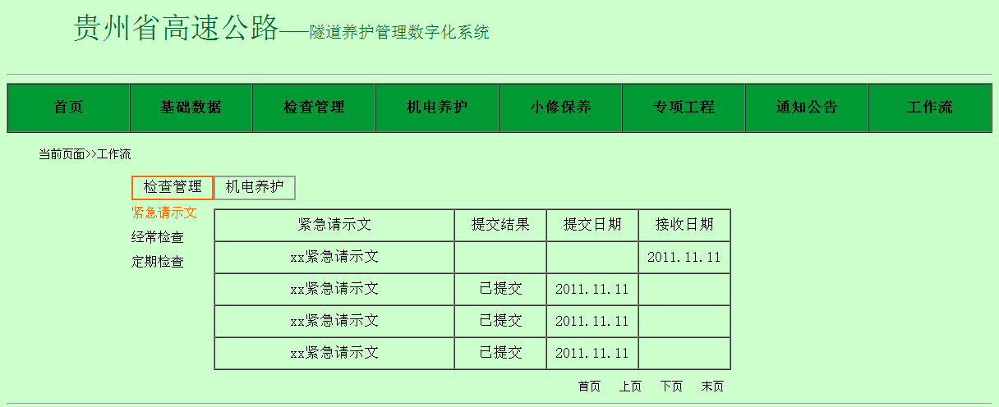 贵州省高速公路——隧道养护管理数字化系统
首页 基础数据 检查管理 机电养护 小修保养 专项工程 通知公告 工作流
当前页面>>工作流
检查管理 机电养护
紧急请示文
经常检查
定期检查
紧急请示文 提交结果 提交日期 接收日期
xx紧急请示文 2011.11.11
xx紧急请示文 已提交 2011.11.11
xx紧急请示文 已提交 2011.11.11
xx紧急请示文 已提交 2011.11.11
首页 上页 下页 末页